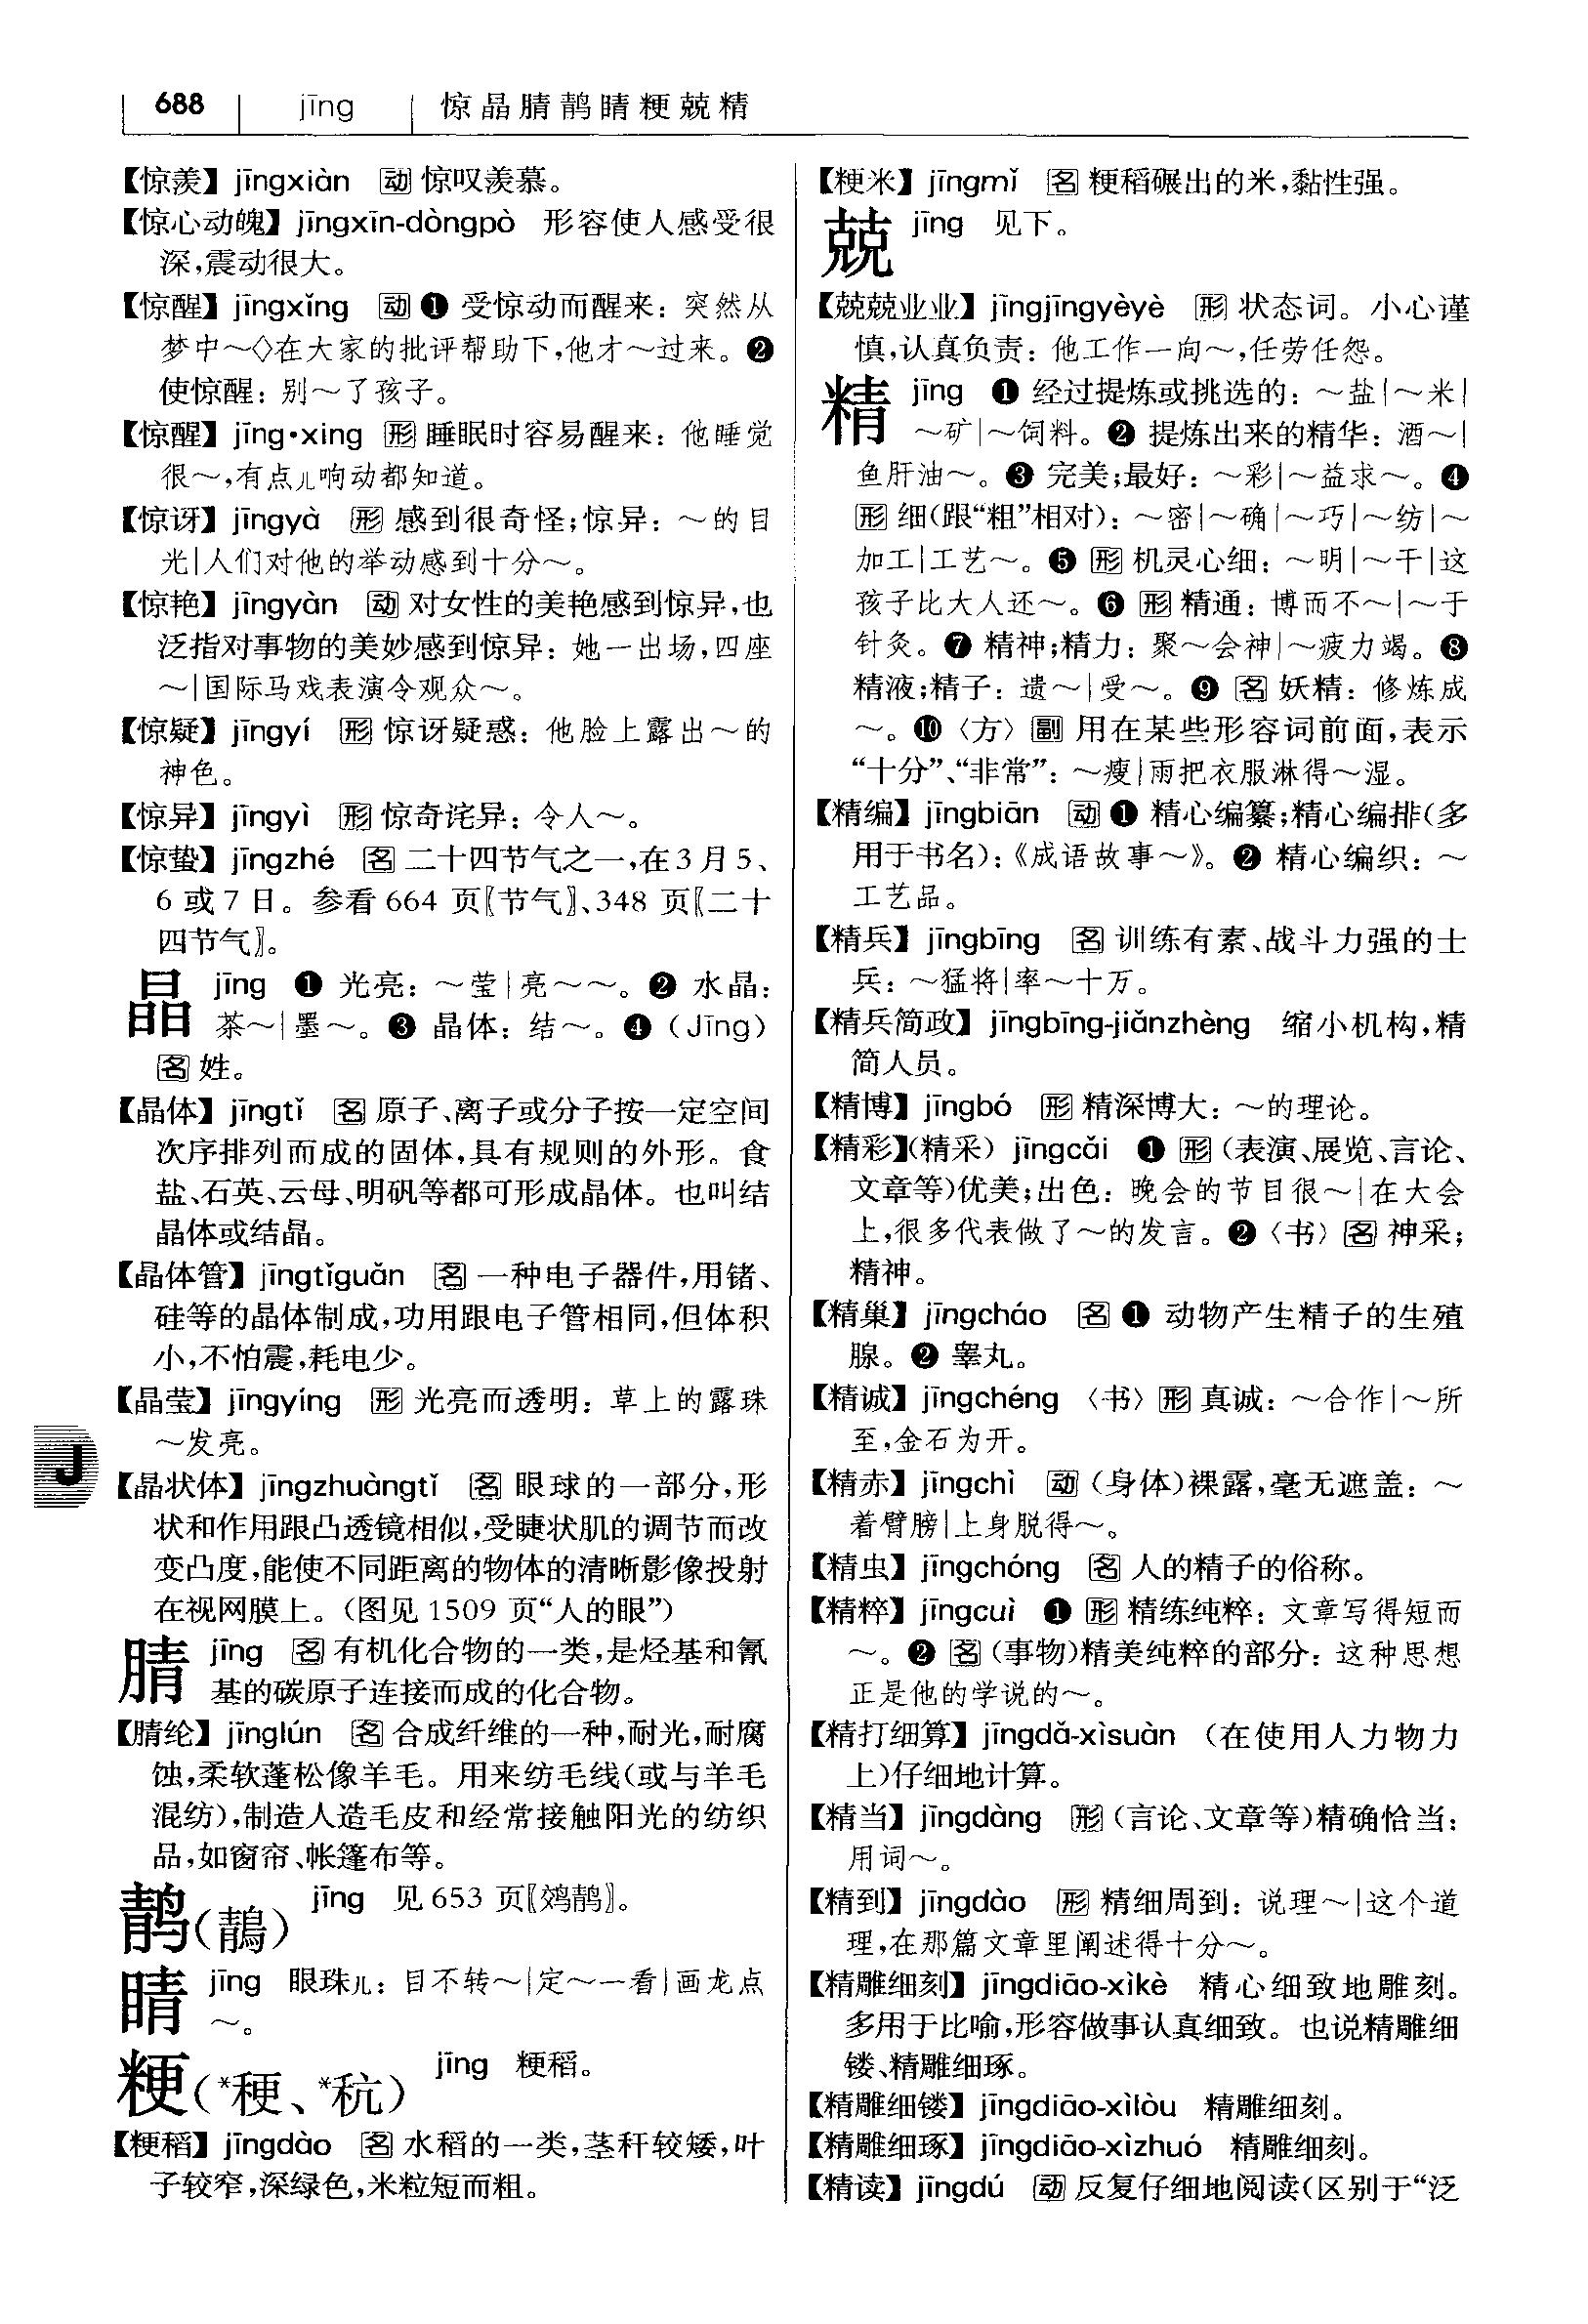 688 jīng 惊晶腈鹡睛粳兢精
【惊羡】 jīngxiàn 动 惊叹羡慕。
【惊心动魄】 jīngxīn-dòngpò 形容使人感受很
深,震动很大。
【惊醒】 jīngxǐng 动 ❶ 受惊动而醒来：突然从
梦中～◇在大家的批评帮助下,他才～过来。❷
使惊醒：别～了孩子。
【惊醒】 jīng•xing 形 睡眠时容易醒来：他睡觉
很～,有点儿响动都知道。
【惊讶】 jīngyà 形 感到很奇怪;惊异：～的目
光|人们对他的举动感到十分～。
【惊艳】 jīngyàn 动 对女性的美艳感到惊异,也
泛指对事物的美妙感到惊异：她一出场,四座
～|国际马戏表演令观众～。
【惊疑】 jīngyí 形 惊讶疑惑：他脸上露出～的
神色。
【惊异】 jīngyì 形 惊奇诧异：令人～。
【惊蛰】 jīngzhé 名 二十四节气之一,在3月5、
6或7日。参看664页〖节气〗、348页〖二十
四节气〗。
晶 jīng ❶ 光亮：～莹|亮～～。❷ 水晶：
茶～|墨～。❸ 晶体：结～。❹（Jīng）
名 姓。
【晶体】 jīngtǐ 名 原子、离子或分子按一定空间
次序排列而成的固体,具有规则的外形。食
盐、石英、云母、明矾等都可形成晶体。也叫结
晶体或结晶。
【晶体管】 jīngtǐguǎn 名 一种电子器件,用锗、
硅等的晶体制成,功用跟电子管相同,但体积
小,不怕震,耗电少。
【晶莹】 jīngyíng 形 光亮而透明：草上的露珠
～发亮。
【晶状体】 jīngzhuàngtǐ 名 眼球的一部分,形
状和作用跟凸透镜相似,受睫状肌的调节而改
变凸度,能使不同距离的物体的清晰影像投射
在视网膜上。（图见1509页“人的眼”）
腈 jīng 名 有机化合物的一类,是烃基和氰
基的碳原子连接而成的化合物。
【腈纶】 jīnglún 名 合成纤维的一种,耐光,耐腐
蚀,柔软蓬松像羊毛。用来纺毛线(或与羊毛
混纺),制造人造毛皮和经常接触阳光的纺织
品,如窗帘、帐篷布等。
鹡(鶺) jīng 见653页〖鹡鸰〗。
睛 jīng 眼珠儿：目不转～|定～一看|画龙点
～。
粳(*稉、*秔) jīng 粳稻。
【粳稻】 jīngdào 名 水稻的一类,茎秆较矮,叶
子较窄,深绿色,米粒短而粗。
J
【粳米】 jīngmǐ 名 粳稻碾出的米,黏性强。
兢 jīng 见下。
【兢兢业业】 jīngjīngyèyè 形 状态词。小心谨
慎,认真负责：他工作一向～,任劳任怨。
精 jīng ❶ 经过提炼或挑选的：～盐|～米|
～矿|～饲料。❷ 提炼出来的精华：酒～|
鱼肝油～。❸ 完美;最好：～彩|～益求～。❹
形 细(跟“粗”相对)：～密|～确|～巧|～纺|～
加工|工艺～。❺ 形 机灵心细：～明|～干|这
孩子比大人还～。❻ 形 精通：博而不～|～于
针灸。❼ 精神;精力：聚～会神|～疲力竭。❽
精液;精子：遗～|受～。❾ 名 妖精：修炼成
～。❿〈方〉副 用在某些形容词前面,表示
“十分”、“非常”：～瘦|雨把衣服淋得～湿。
【精编】 jīngbiān 动 ❶ 精心编纂;精心编排(多
用于书名)：《成语故事～》。❷ 精心编织：～
工艺品。
【精兵】 jīngbīng 名 训练有素、战斗力强的士
兵：～猛将|率～十万。
【精兵简政】 jīngbīng-jiǎnzhèng 缩小机构,精
简人员。
【精博】 jīngbó 形 精深博大：～的理论。
【精彩】(精采) jīngcǎi ❶ 形 (表演、展览、言论、
文章等)优美;出色：晚会的节目很～|在大会
上,很多代表做了～的发言。❷〈书〉名 神采;
精神。
【精巢】 jīngcháo 名 ❶ 动物产生精子的生殖
腺。❷ 睾丸。
【精诚】 jīngchéng〈书〉形 真诚：～合作|～所
至,金石为开。
【精赤】 jīngchì 动 (身体)裸露,毫无遮盖：～
着臂膀|上身脱得～。
【精虫】 jīngchóng 名 人的精子的俗称。
【精粹】 jīngcuì ❶ 形 精练纯粹：文章写得短而
～。❷ 名 (事物)精美纯粹的部分：这种思想
正是他的学说的～。
【精打细算】 jīngdǎ-xìsuàn (在使用人力物力
上)仔细地计算。
【精当】 jīngdàng 形 (言论、文章等)精确恰当：
用词～。
【精到】 jīngdào 形 精细周到：说理～|这个道
理,在那篇文章里阐述得十分～。
【精雕细刻】 jīngdiāo-xìkè 精心细致地雕刻。
多用于比喻,形容做事认真细致。也说精雕细
镂、精雕细琢。
【精雕细镂】 jīngdiāo-xìlòu 精雕细刻。
【精雕细琢】 jīngdiāo-xìzhuó 精雕细刻。
【精读】 jīngdú 动 反复仔细地阅读(区别于“泛